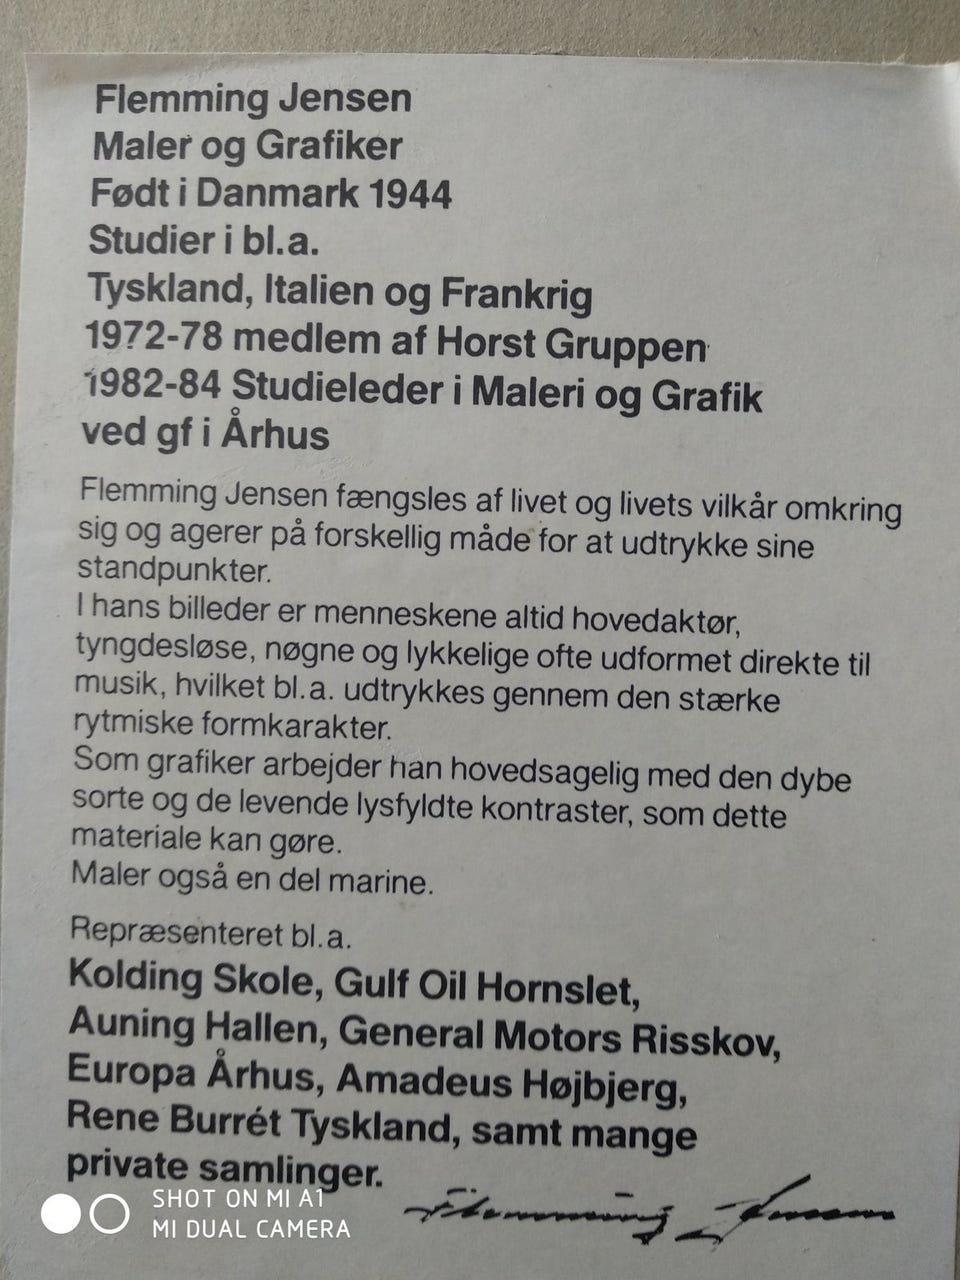 Flemming Jensen
Maler og Grafiker
Født i Danmark 1944
Studier i bl.a.
Tyskland, Italien og Frankrig
1972-78 medlem af Horst Gruppen
1982-84 Studieleder i Maleri og Grafik
ved gf i Århus
Flemming Jensen fængsles af livet og livets vilkår omkring
sig og agerer på forskellig måde for at udtrykke sine
standpunkter.
I hans billeder er menneskene altid hovedaktør,
tyngdesløse, nøgne og lykkelige ofte udformet direkte til
musik, hvilket bl.a. udtrykkes gennem den stærke
rytmiske formkarakter.
Som grafiker arbejder han hovedsagelig med den dybe
sorte og de levende lysfyldte kontraster, som dette
materiale kan gøre.
Maler også en del marine.
Repræsenteret bl.a.
Kolding Skole, Gulf Oil Hornslet,
Auning Hallen, General Motors Risskov,
Europa Århus, Amadeus Højbjerg,
Rene Burrét Tyskland, samt mange
private samlinger.
Flemming Jensen
SHOT ON MI A1
MI DUAL CAMERA